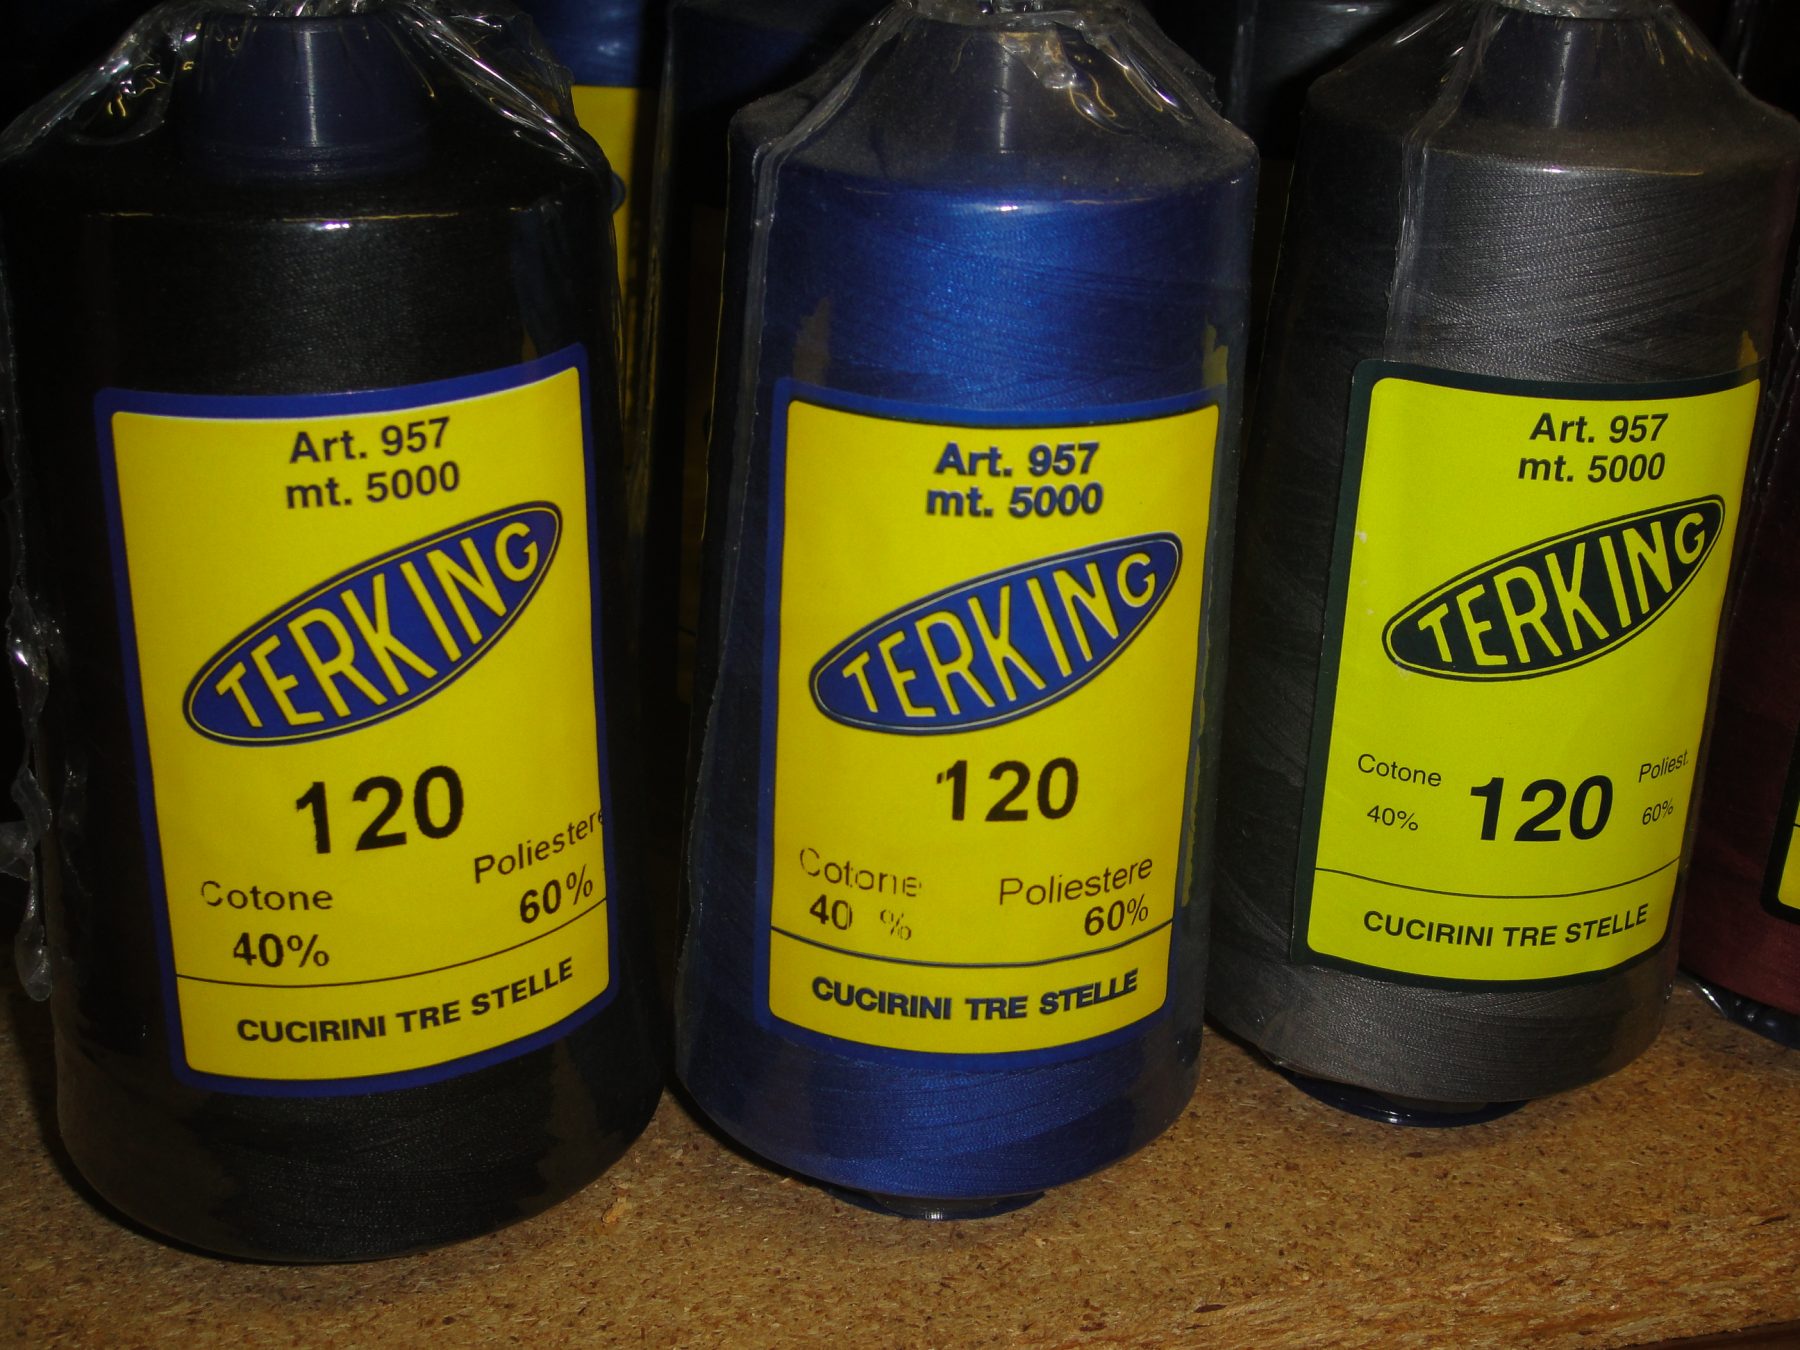 Art. 957
mt. 5000
TERKING
120
Cotone Poliestere
40% 60%
CUCIRINI TRE STELLE
Art. 957
mt. 5000
TERKING
120
Cotone Poliestere
40 % 60%
CUCIRINI TRE STELLE
Art. 957
mt. 5000
TERKING
Cotone 120 Poliest.
40% 60%
CUCIRINI TRE STELLE